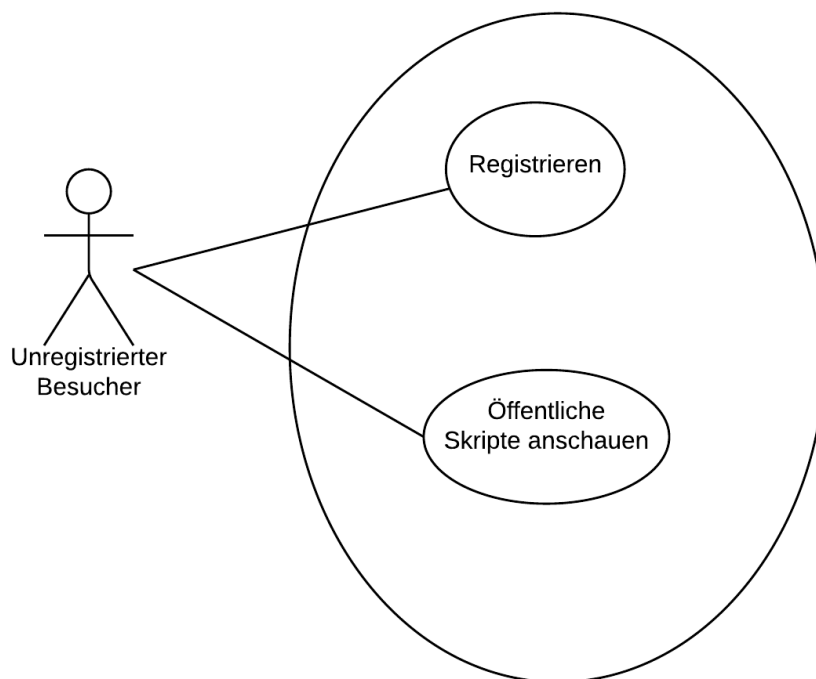 Registrieren
Unregistrierter
Besucher
Öffentliche
Skripte anschauen